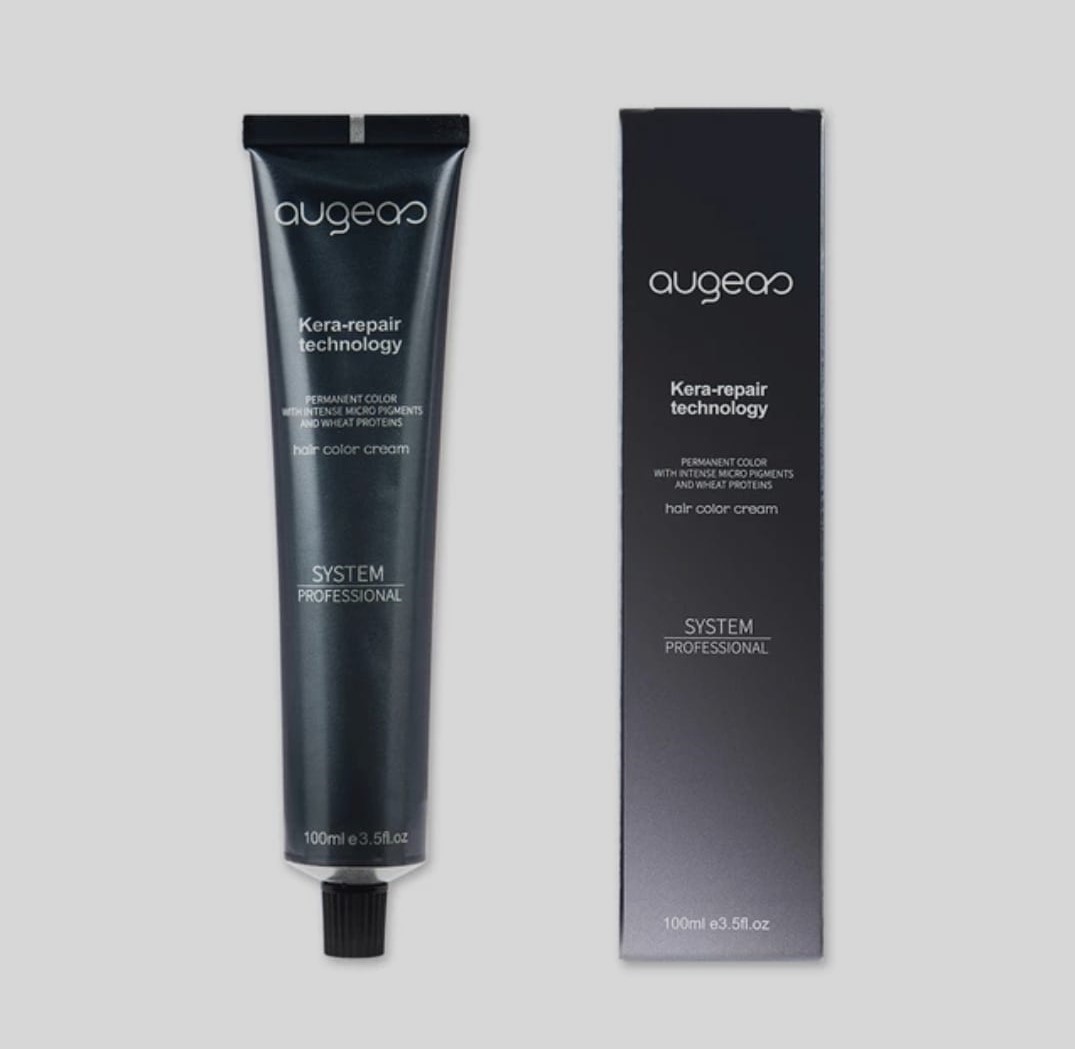 augeas
Kera-repair
technology
PERMANENT COLOR
WITH INTENSE MICRO PIGMENTS
AND WHEAT PROTEINS
hair color cream
SYSTEM
PROFESSIONAL
100ml e3.5fl.oz
augeas
Kera-repair
technology
PERMANENT COLOR
WITH INTENSE MICRO PIGMENTS
AND WHEAT PROTEINS
hair color cream
SYSTEM
PROFESSIONAL
100ml e3.5fl.oz